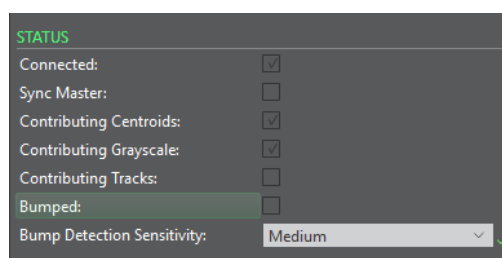 STATUS
Connected:
Sync Master:
Contributing Centroids:
Contributing Grayscale:
Contributing Tracks:
Bumped:
Bump Detection Sensitivity: Medium